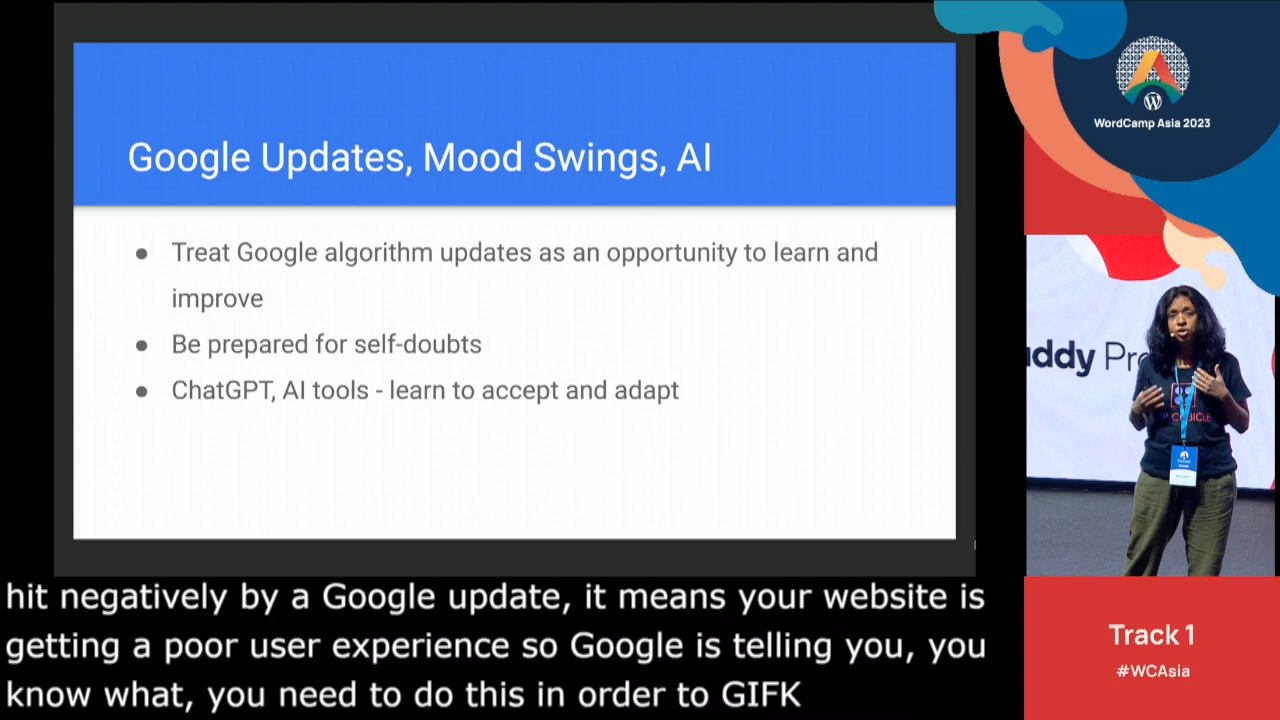 Google Updates, Mood Swings, AI
● Treat Google algorithm updates as an opportunity to learn and
improve
● Be prepared for self-doubts
● ChatGPT, AI tools - learn to accept and adapt
WordCamp Asia 2023
uddy Pr
CUBICLE
Track 1
#WCAsia
hit negatively by a Google update, it means your website is
getting a poor user experience so Google is telling you, you
know what, you need to do this in order to GIFK